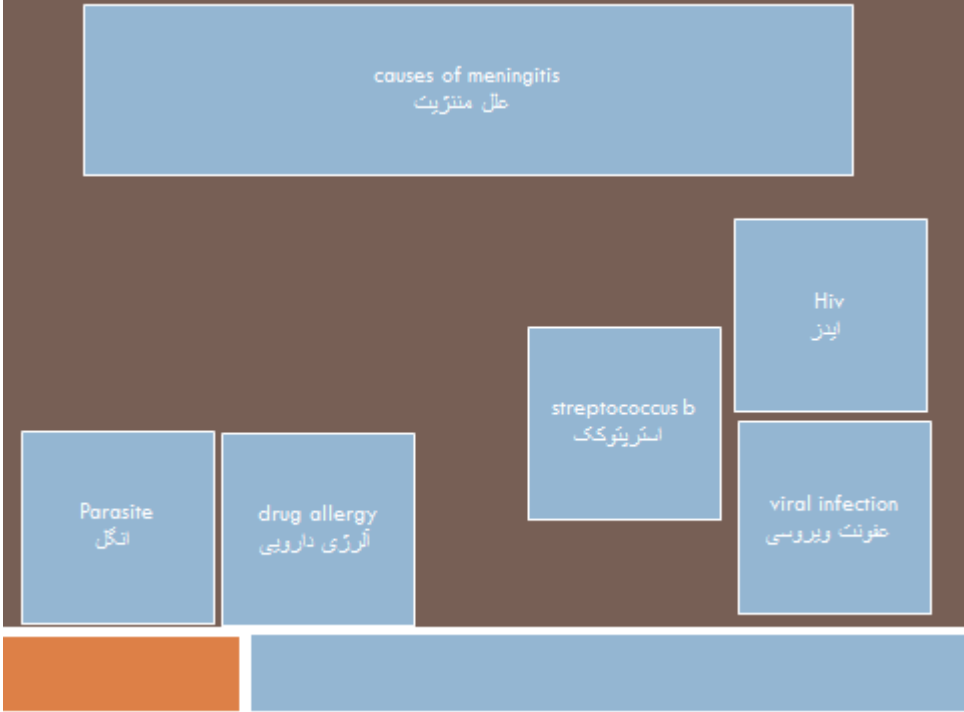 causes of meningitis
علل مننژیت
Hiv
ایدز
streptococcus b
استرپتوکک
Parasite
انگل
drug allergy
آلرژی دارویی
viral infection
عفونت ویروسی